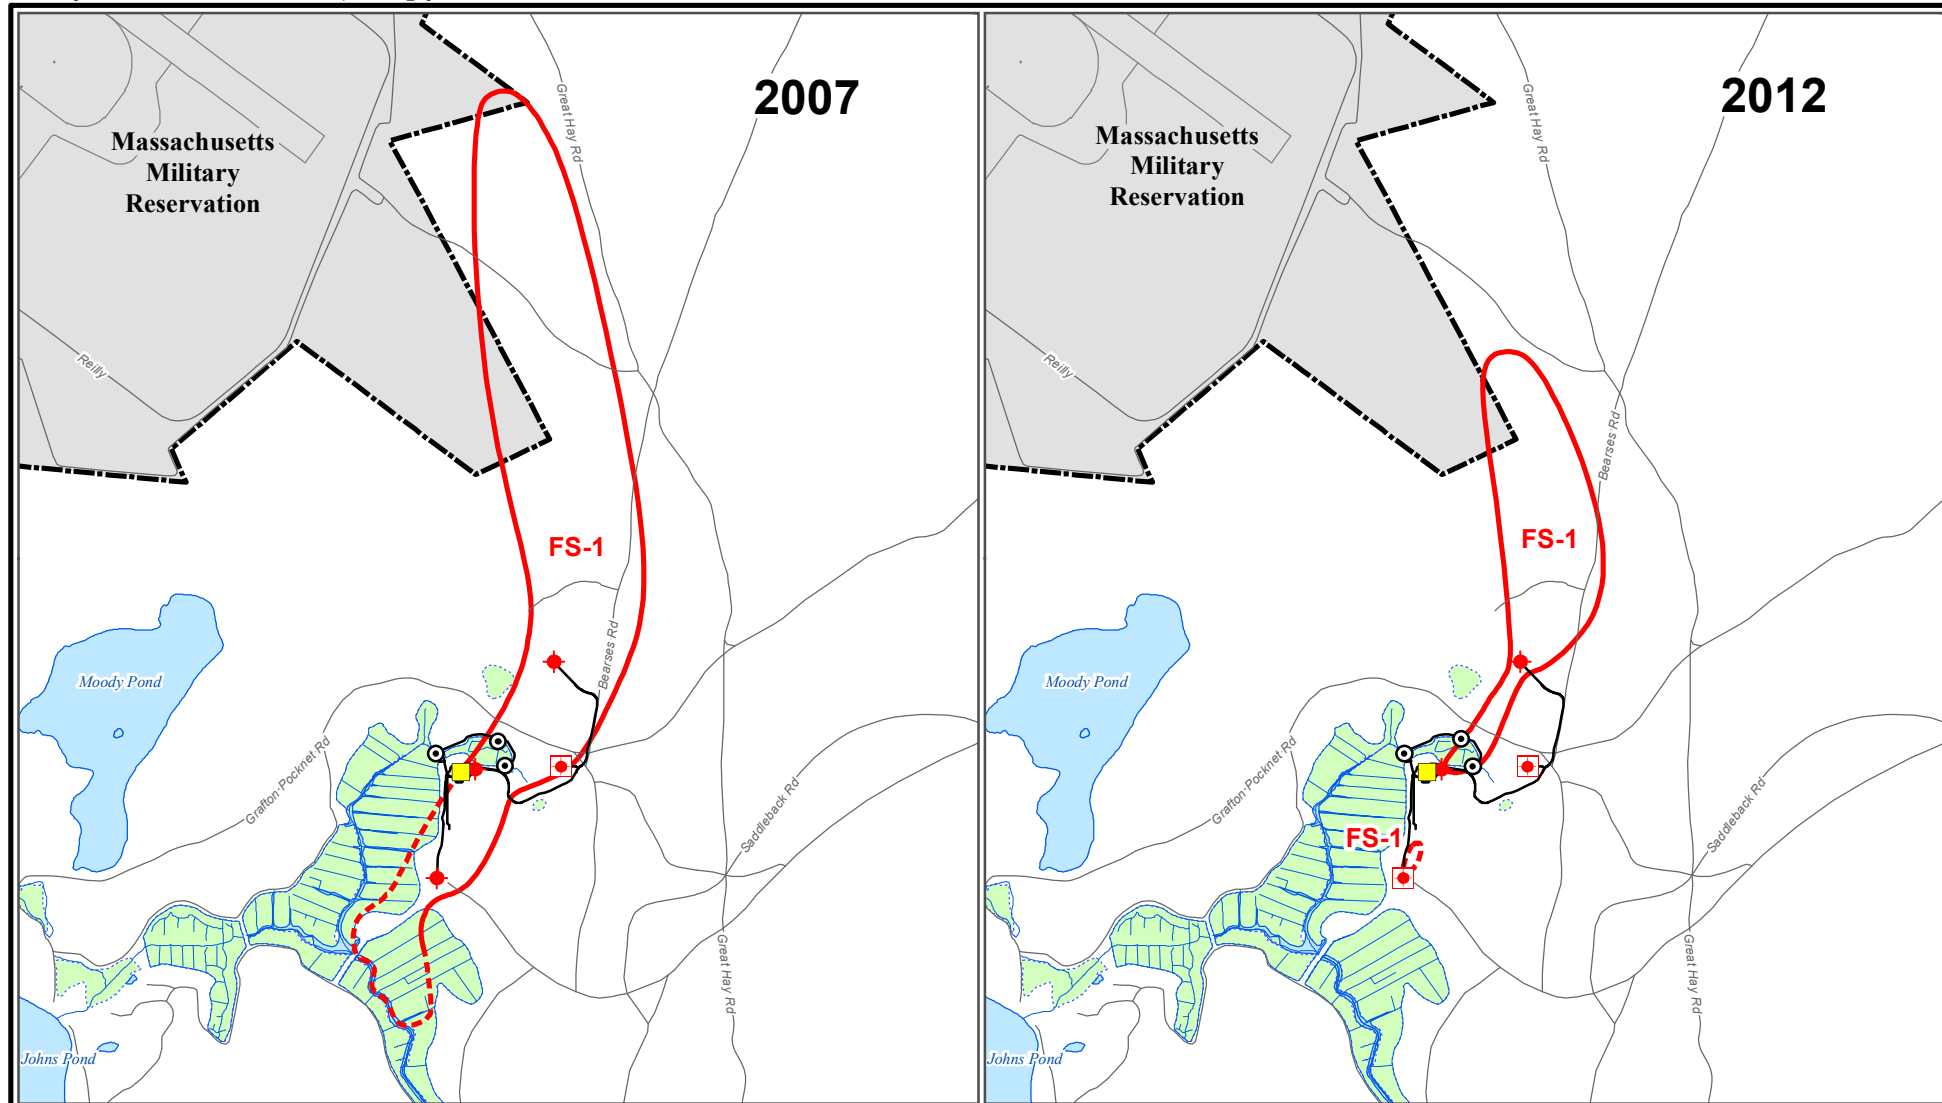 2007
Great Hay Rd
Massachusetts
Military
Reservation
Reilly
FS-1
Bearses Rd
Moody Pond
Grafton Pocknet Rd
Saddleback Rd
Great Hay Rd
Johns Pond
2012
Great Hay Rd
Massachusetts
Military
Reservation
Reilly
Bearses Rd
FS-1
Moody Pond
Grafton Pocknet Rd
Saddleback Rd
FS-1
Great Hay Rd
Johns Pond